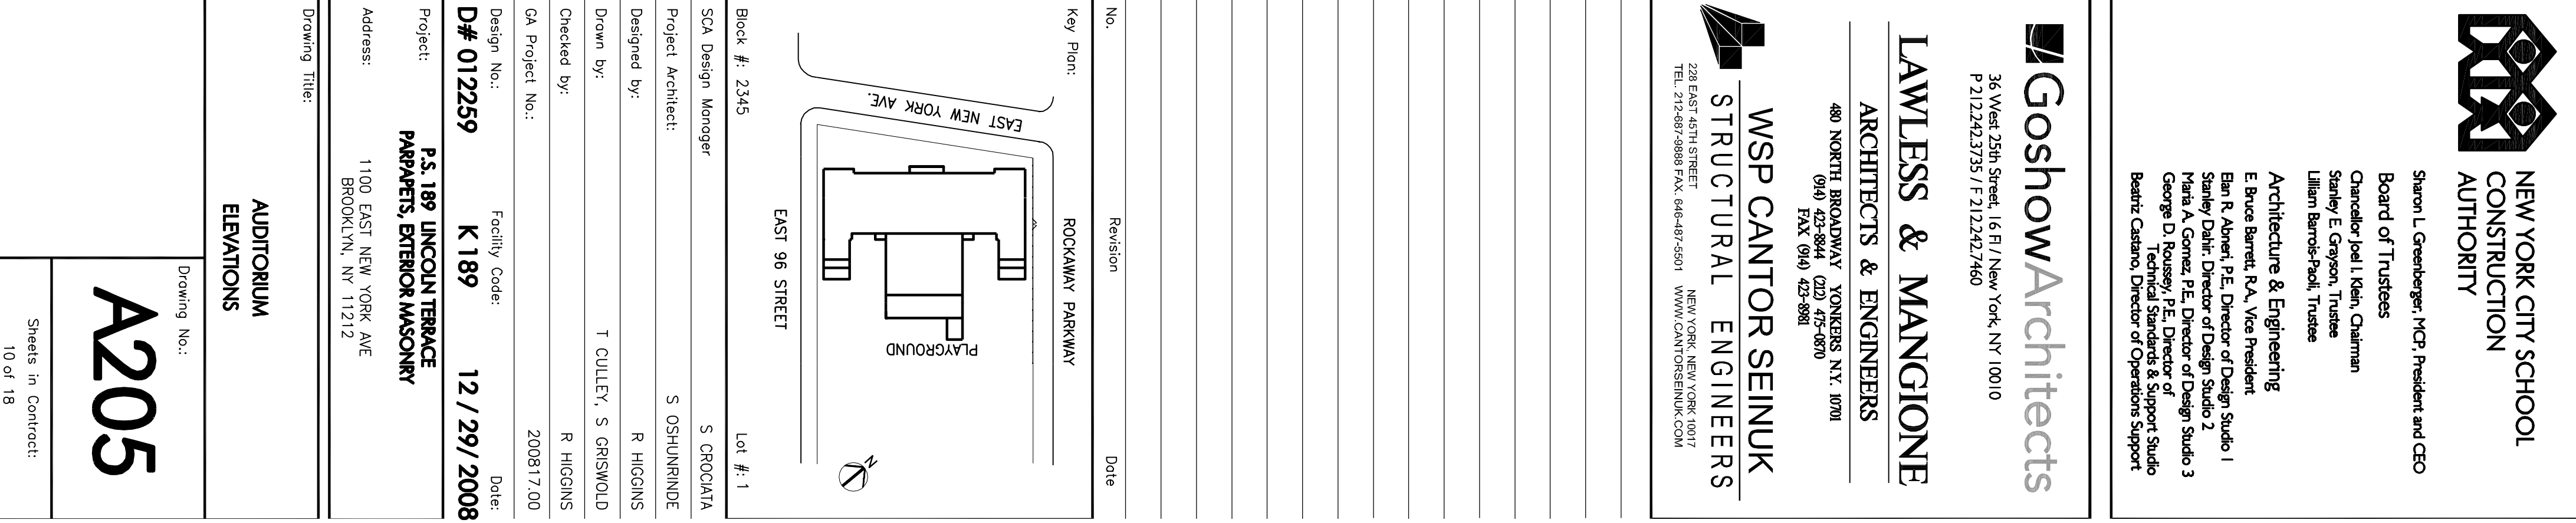 NEW YORK CITY SCHOOL
CONSTRUCTION
AUTHORITY
Sharon L. Greenberger, MCP, President and CEO
Board of Trustees
Chancellor Joel I. Klein, Chairman
Stanley E. Grayson, Trustee
Lilliam Barrois-Paoli, Trustee
Architecture & Engineering
E. Bruce Barrett, R.A., Vice President
Elan R. Abneri, P.E., Director of Design Studio 1
Stanley Dahir. Director of Design Studio 2
Maria A. Gomez, P.E., Director of Design Studio 3
George D. Roussey, P.E., Director of
Technical Standards & Support Studio
Beatriz Castano, Director of Operations Support
GoshowArchitects
36 West 25th Street, 16 Fl / New York, NY 10010
P 212.242.3735 / F 212.242.7460
LAWLESS & MANGIONE
ARCHITECTS & ENGINEERS
480 NORTH BROADWAY YONKERS N.Y. 10701
(914) 423-8844 (212) 475-0870
FAX (914) 423-8981
WSP CANTOR SEINUK
STRUCTURAL ENGINEERS
228 EAST 45TH STREET NEW YORK, NEW YORK 10017
TEL. 212-687-9888 FAX. 646-487-5501 WWW.CANTORSEINUK.COM
No. Revision Date
Key Plan:
ROCKAWAY PARKWAY
EAST NEW YORK AVE.
PLAYGROUND
N
EAST 96 STREET
Block #: 2345 Lot #: 1
SCA Design Manager S CROCIATA
Project Architect: S OSHUNRINDE
Designed by: R HIGGINS
Drawn by: T CULLEY, S GRISWOLD
Checked by: R HIGGINS
GA Project No.: 200817.00
Design No.: Facility Code: Date:
D# 012259 K 189 12 / 29/ 2008
Project: P.S. 189 LINCOLN TERRACE
PARPAPETS, EXTERIOR MASONRY
Address: 1100 EAST NEW YORK AVE
BROOKLYN, NY 11212
Drawing Title:
AUDITORIUM
ELEVATIONS
Drawing No.:
A205
Sheets in Contract:
10 of 18